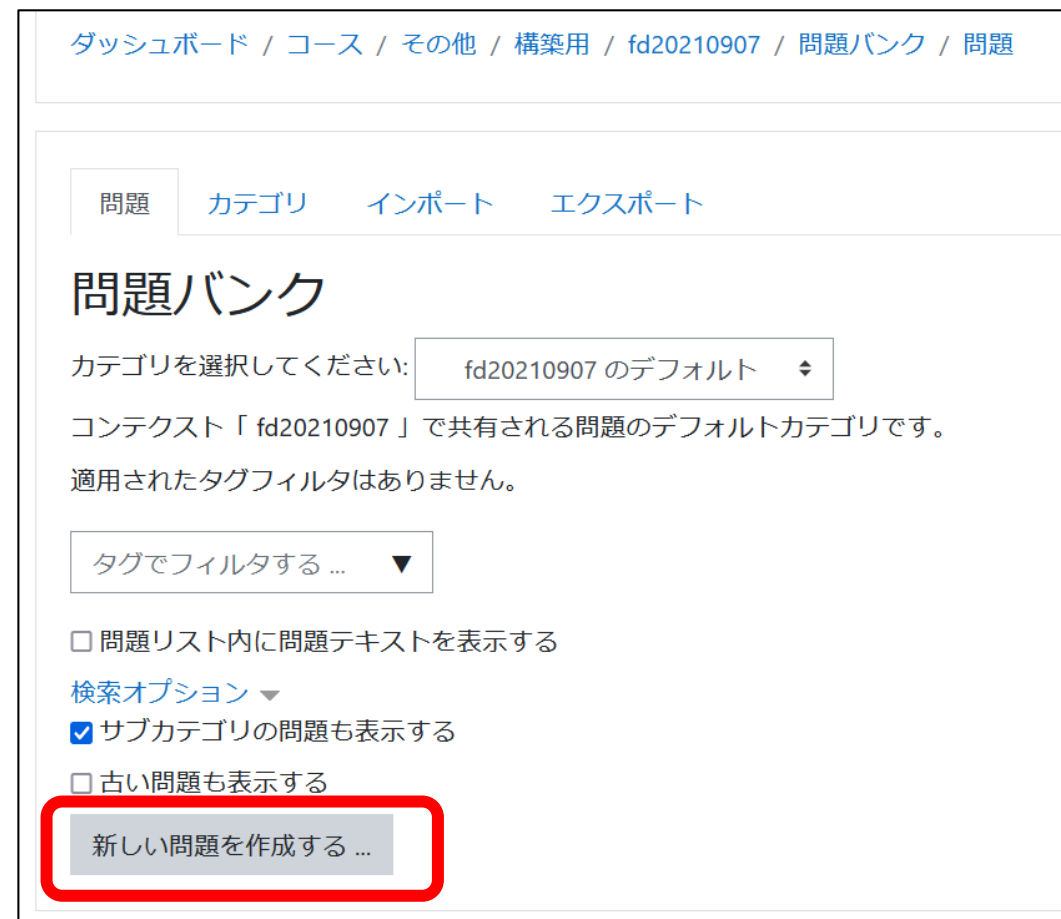 ダッシュボード / コース / その他 / 構築用 / fd20210907 / 問題バンク / 問題
問題 カテゴリ インポート エクスポート
問題バンク
カテゴリを選択してください: fd20210907 のデフォルト
コンテクスト「 fd20210907 」で共有される問題のデフォルトカテゴリです。
適用されたタグフィルタはありません。
タグでフィルタする ... ▼
問題リスト内に問題テキストを表示する
検索オプション
サブカテゴリの問題も表示する
古い問題も表示する
新しい問題を作成する ...